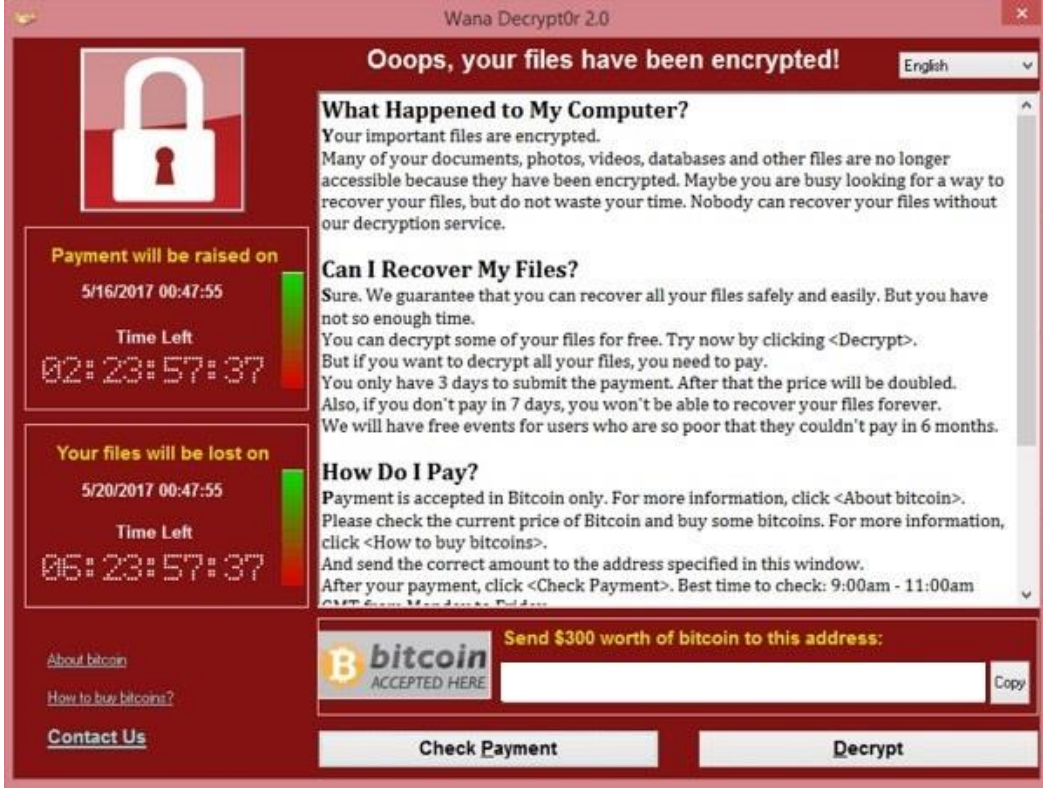 Wana Decrypt0r 2.0
Ooops, your files have been encrypted!
English
Payment will be raised on
5/16/2017 00:47:55
Time Left
02:23:57:37
Your files will be lost on
5/20/2017 00:47:55
Time Left
06:23:57:37
About bitcoin
How to buy bitcoins?
Contact Us
What Happened to My Computer?
Your important files are encrypted.
Many of your documents, photos, videos, databases and other files are no longer
accessible because they have been encrypted. Maybe you are busy looking for a way to
recover your files, but do not waste your time. Nobody can recover your files without
our decryption service.
Can I Recover My Files?
Sure. We guarantee that you can recover all your files safely and easily. But you have
not so enough time.
You can decrypt some of your files for free. Try now by clicking <Decrypt>.
But if you want to decrypt all your files, you need to pay.
You only have 3 days to submit the payment. After that the price will be doubled.
Also, if you don't pay in 7 days, you won't be able to recover your files forever.
We will have free events for users who are so poor that they couldn't pay in 6 months.
How Do I Pay?
Payment is accepted in Bitcoin only. For more information, click <About bitcoin>.
Please check the current price of Bitcoin and buy some bitcoins. For more information,
click <How to buy bitcoins>.
And send the correct amount to the address specified in this window.
After your payment, click <Check Payment>. Best time to check: 9:00am - 11:00am
GMT from Monday to Friday
bitcoin
ACCEPTED HERE
Send $300 worth of bitcoin to this address:
Copy
Check Payment
Decrypt